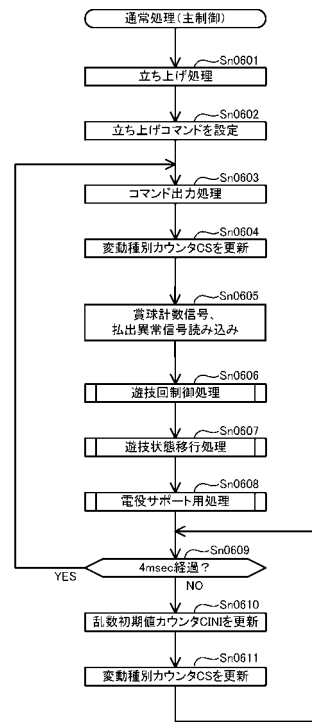 通常処理(主制御)
Sn0601
立ち上げ処理
Sn0602
立ち上げコマンドを設定
Sn0603
コマンド出力処理
Sn0604
変動種別カウンタCSを更新
Sn0605
賞球計数信号、
払出異常信号読み込み
Sn0606
遊技回制御処理
Sn0607
遊技状態移行処理
Sn0608
電役サポート用処理
Sn0609
4msec経過?
YES
NO
Sn0610
乱数初期値カウンタCINIを更新
Sn0611
変動種別カウンタCSを更新